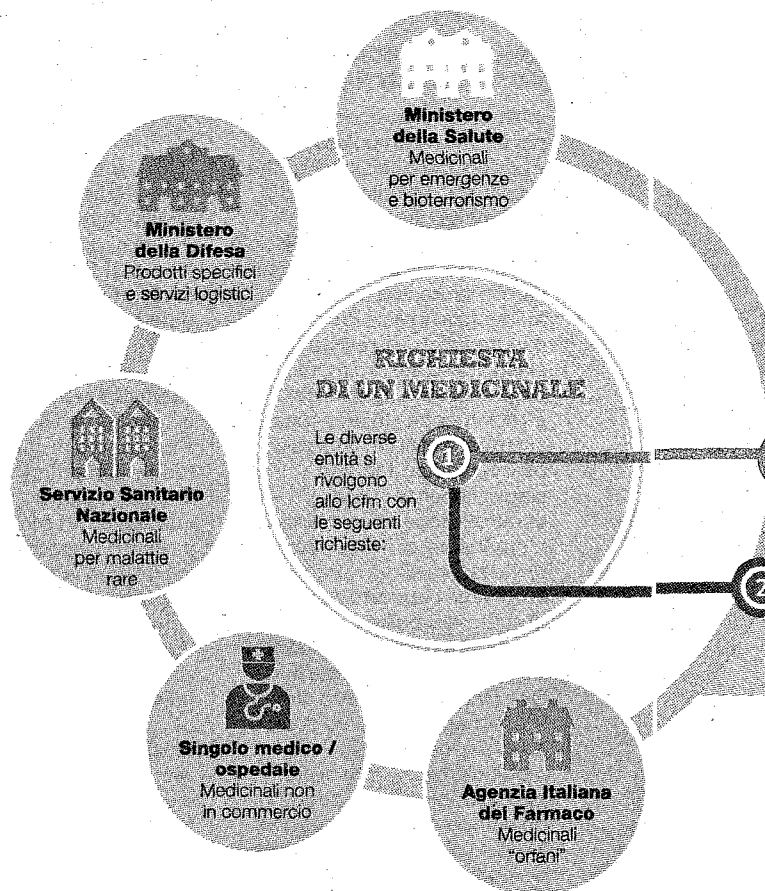 Ministero
della Salute
Medicinali
per emergenze
e bioterrorismo
Ministero
della Difesa
Prodotti specifici
e servizi logistici
RICHIESTA
DI UN MEDICINALE
Le diverse
entità si
rivolgono
allo Icfm con
le seguenti
richieste:
1
2
Servizio Sanitario
Nazionale
Medicinali
per malattie
rare
Singolo medico /
ospedale
Medicinali non
in commercio
Agenzia Italiana
del Farmaco
Medicinali
"orfani"